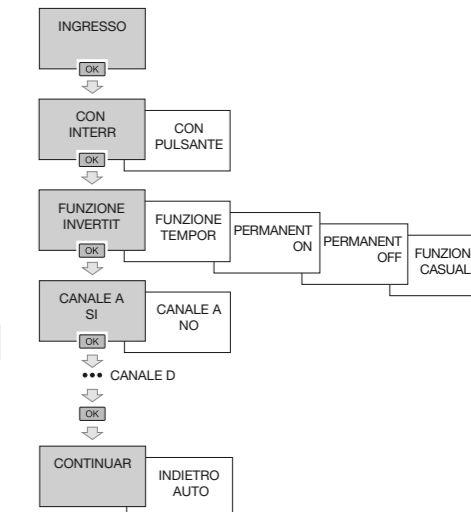 INGRESSO
OK
CON
INTERR
CON
PULSANTE
OK
FUNZIONE
INVERTIT
FUNZIONE
TEMPOR
PERMANENT
ON
PERMANENT
OFF
FUNZION
CASUAL
OK
CANALE A
SI
CANALE A
NO
OK
••• CANALE D
OK
CONTINUAR
INDIETRO
AUTO